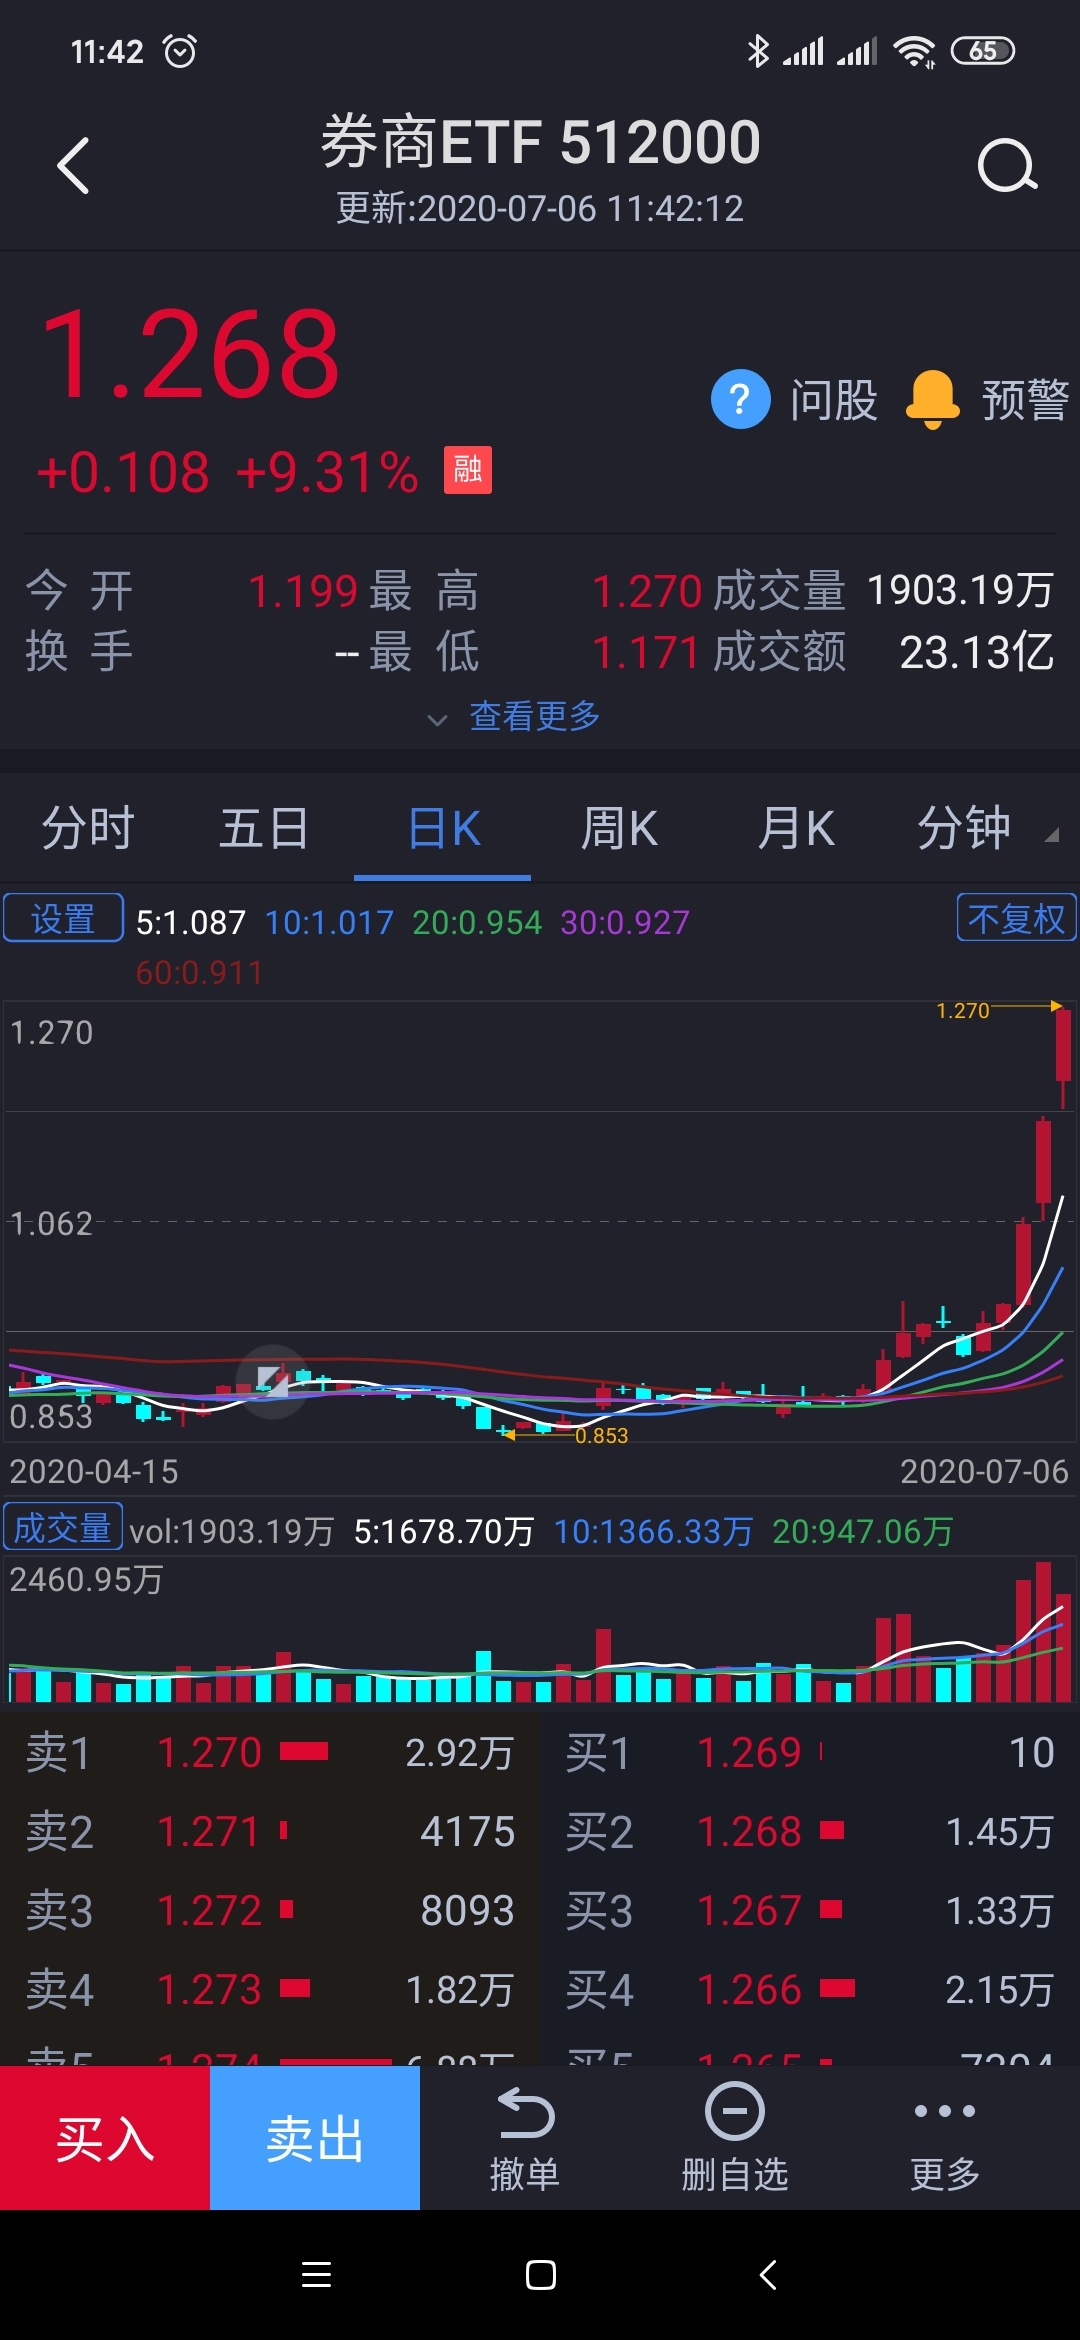 11:42
65
券商ETF 512000
更新:2020-07-06 11:42:12
1.268
? 问股 预警
+0.108 +9.31% 融
今开 1.199 最高 1.270 成交量 1903.19万
换手 -- 最低 1.171 成交额 23.13亿
查看更多
分时 五日 日K 周K 月K 分钟
设置 5:1.087 10:1.017 20:0.954 30:0.927 不复权
60:0.911
1.270
1.270
1.062
0.853
0.853
2020-04-15 2020-07-06
成交量 vol:1903.19万 5:1678.70万 10:1366.33万 20:947.06万
2460.95万
卖1 1.270 2.92万 买1 1.269 10
卖2 1.271 4175 买2 1.268 1.45万
卖3 1.272 8093 买3 1.267 1.33万
卖4 1.273 1.82万 买4 1.266 2.15万
卖5 1.274 买5 1.265
买入 卖出 撤单 删自选 更多